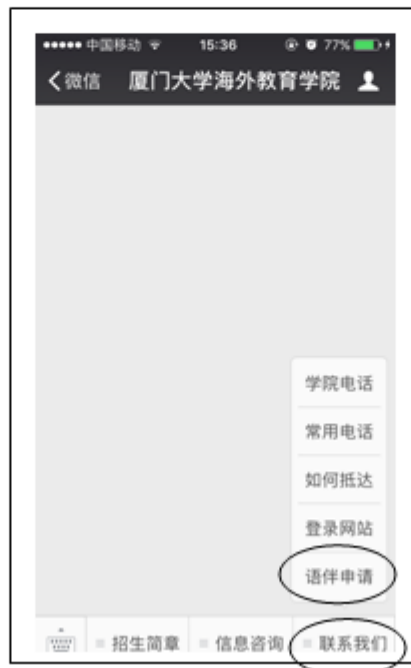 中国移动 15:36 77%
微信 厦门大学海外教育学院
学院电话
常用电话
如何抵达
登录网站
语伴申请
招生简章 信息咨询 联系我们